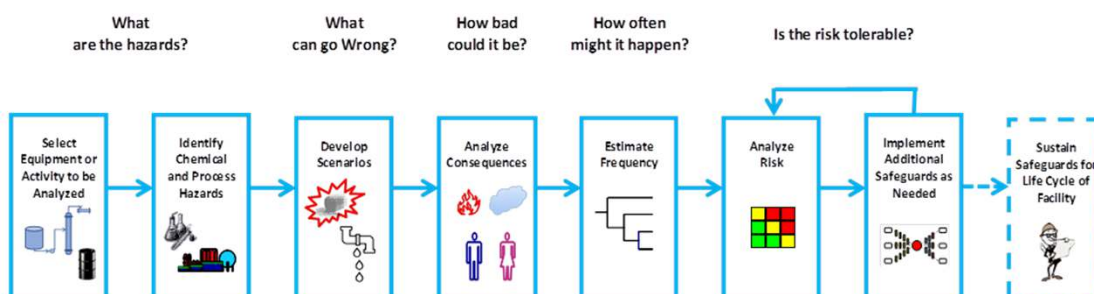 What
are the hazards?
What
can go Wrong?
How bad
could it be?
How often
might it happen?
Is the risk tolerable?
Select
Equipment or
Activity to be
Analyzed
Identify
Chemical
and Process
Hazards
Develop
Scenarios
Analyze
Consequences
Estimate
Frequency
Analyze
Risk
Implement
Additional
Safeguards as
Needed
Sustain
Safeguards for
Life Cycle of
Facility